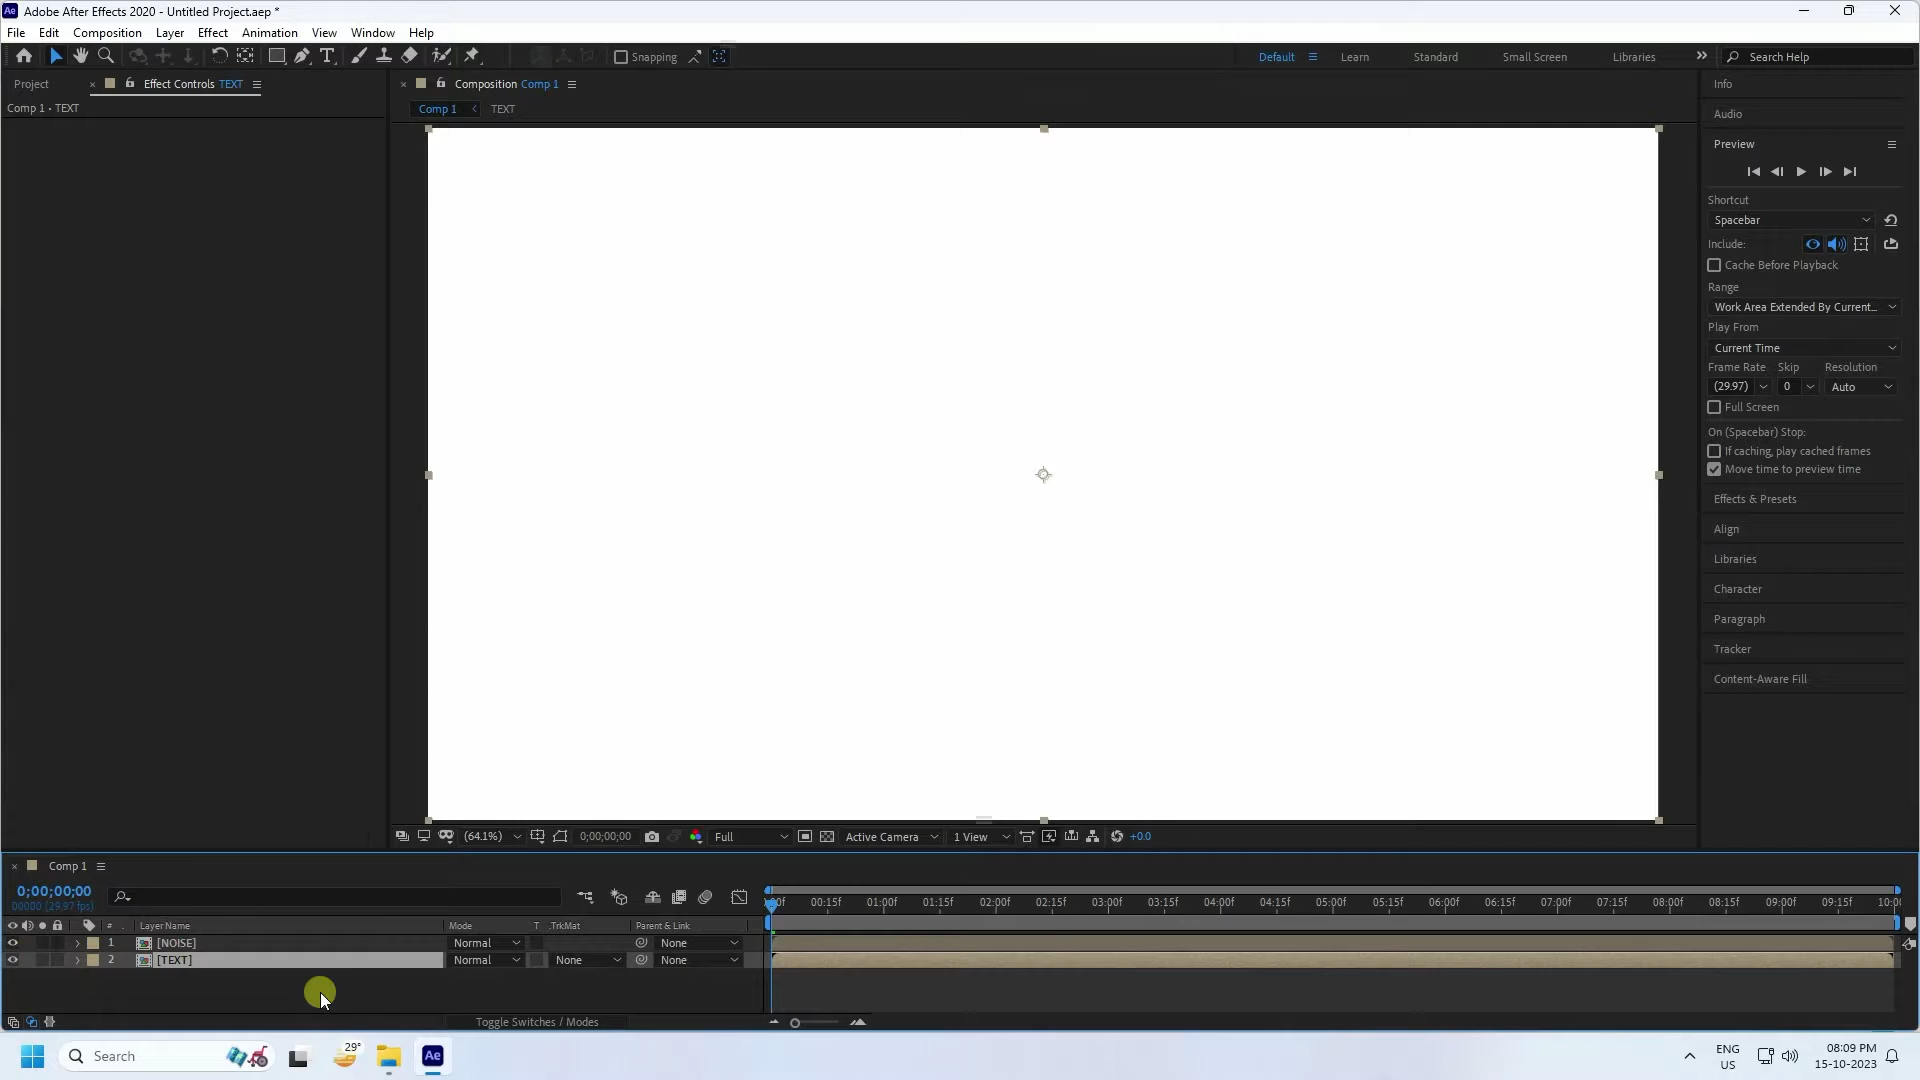 Adobe After Effects 2020 - Untitled Project.aep *
File Edit Composition Layer Effect Animation View Window Help
Snapping Default Learn Standard Small Screen Libraries Search Help
Project Effect Controls TEXT
Comp 1 • TEXT
Composition Comp 1
Comp 1 TEXT
Info
Audio
Preview
Shortcut
Spacebar
Include:
Cache Before Playback
Range
Work Area Extended By Current...
Play From
Current Time
Frame Rate Skip Resolution
(29.97) 0 Auto
Full Screen
On (Spacebar) Stop:
If caching, play cached frames
Move time to preview time
Effects & Presets
Align
Libraries
Character
Paragraph
Tracker
Content-Aware Fill
(64.1%) 0;00;00;00 Full Active Camera 1 View +0.0
Comp 1
0;00;00;00
00000 (29.97 fps)
:00f 00:15f 01:00f 01:15f 02:00f 02:15f 03:00f 03:15f 04:00f 04:15f 05:00f 05:15f 06:00f 06:15f 07:00f 07:15f 08:00f 08:15f 09:00f 09:15f 10:00
# Layer Name Mode T .TrkMat Parent & Link
1 [NOISE] Normal None
2 [TEXT] Normal None None
Toggle Switches / Modes
Search 29° Ae ENG US 08:09 PM 15-10-2023